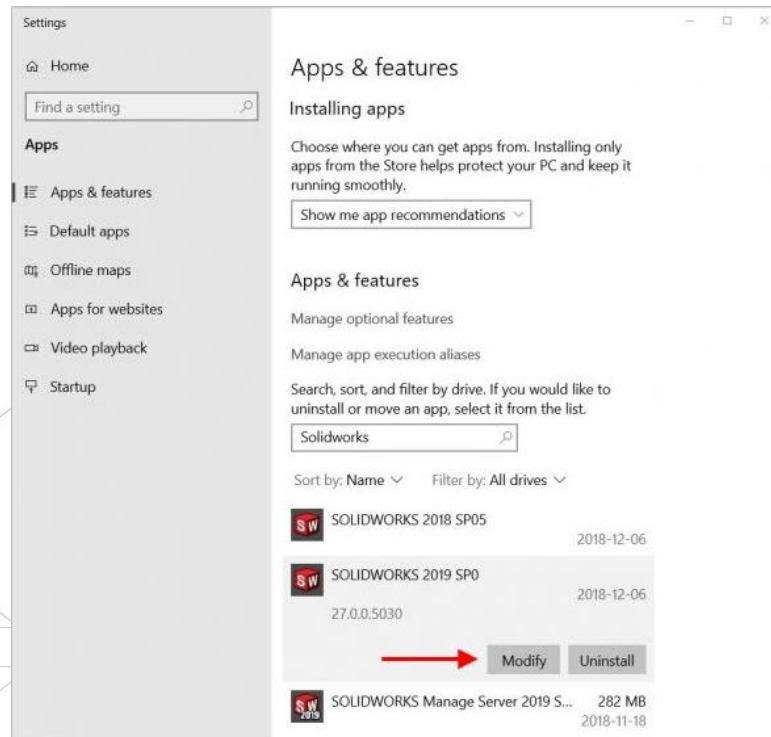 Settings
Home
Find a setting
Apps
Apps & features
Default apps
Offline maps
Apps for websites
Video playback
Startup
Apps & features
Installing apps
Choose where you can get apps from. Installing only
apps from the Store helps protect your PC and keep it
running smoothly.
Show me app recommendations
Apps & features
Manage optional features
Manage app execution aliases
Search, sort, and filter by drive. If you would like to
uninstall or move an app, select it from the list.
Solidworks
Sort by: Name Filter by: All drives
SW SOLIDWORKS 2018 SP05
2018-12-06
SW SOLIDWORKS 2019 SP0
2018-12-06
27.0.0.5030
Modify Uninstall
SW 2019 SOLIDWORKS Manage Server 2019 S... 282 MB
2018-11-18